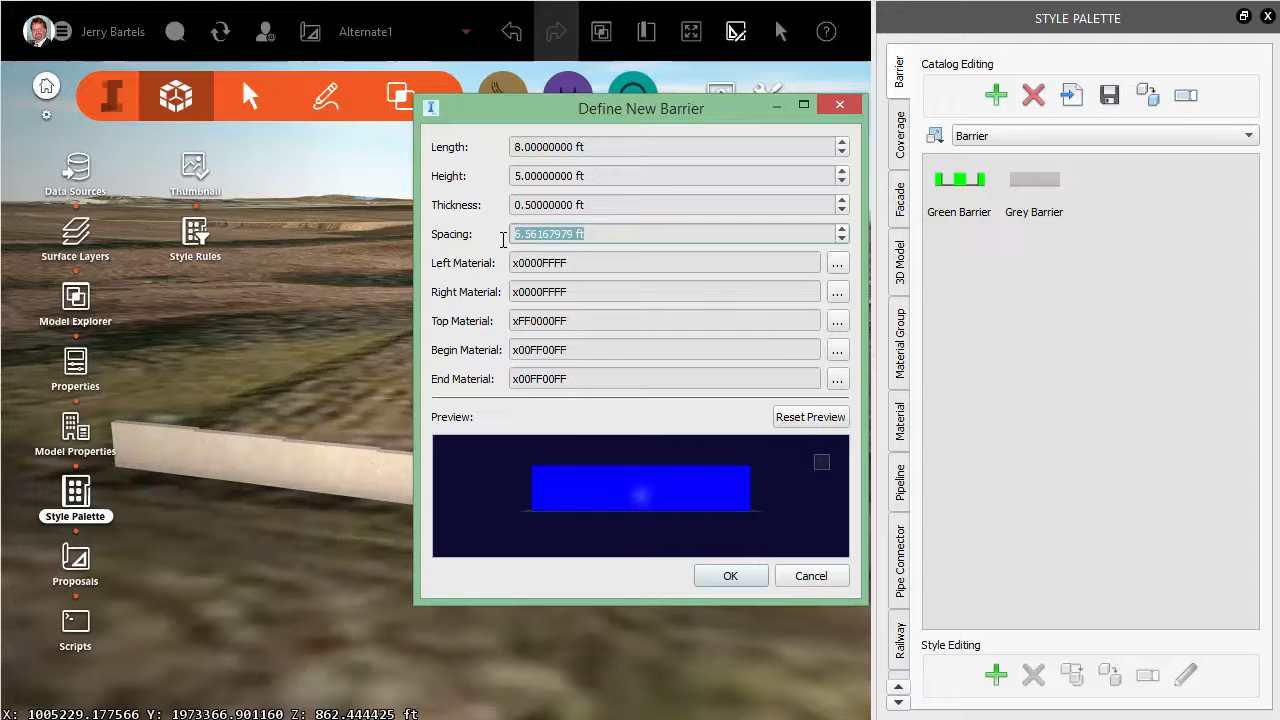 Jerry Bartels
Alternate1
STYLE PALETTE
Data Sources
Thumbnail
Surface Layers
Style Rules
Model Explorer
Properties
Model Properties
Style Palette
Proposals
Scripts
X: 1005229.177566 Y: 1973766.901160 Z: 862.444425 ft
Define New Barrier
Length: 8.00000000 ft
Height: 5.00000000 ft
Thickness: 0.50000000 ft
Spacing: 6.56167979 ft
Left Material: x0000FFFF ...
Right Material: x0000FFFF ...
Top Material: xFF0000FF ...
Begin Material: x00FF00FF ...
End Material: x00FF00FF ...
Preview: Reset Preview
OK Cancel
Barrier
Coverage
Facade
3D Model
Material Group
Material
Pipeline
Pipe Connector
Railway
Catalog Editing
Barrier
Green Barrier Grey Barrier
Style Editing